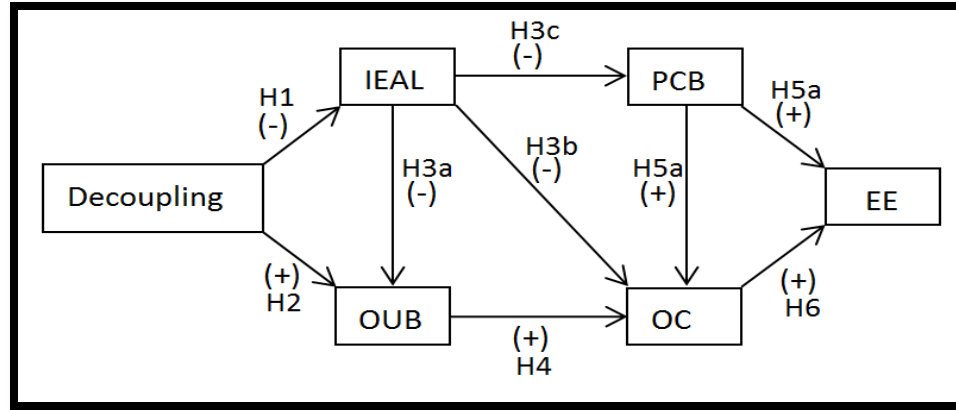 H3c
(-)
IEAL
PCB
H1
(-)
H5a
(+)
H3a
(-)
H3b
(-)
H5a
(+)
Decoupling
EE
(+)
H2
OUB
OC
(+)
H6
(+)
H4